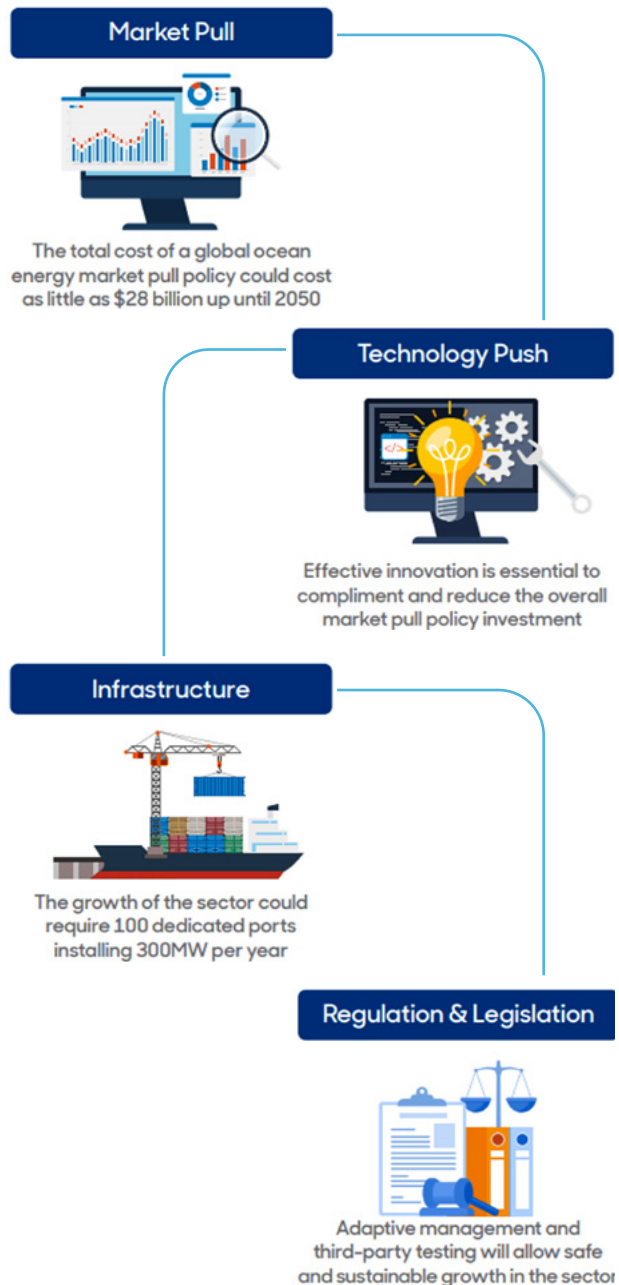 Market Pull
The total cost of a global ocean
energy market pull policy could cost
as little as $28 billion up until 2050
Technology Push
</>
Effective innovation is essential to
compliment and reduce the overall
market pull policy investment
Infrastructure
The growth of the sector could
require 100 dedicated ports
installing 300MW per year
Regulation & Legislation
Adaptive management and
third-party testing will allow safe
and sustainable growth in the sector